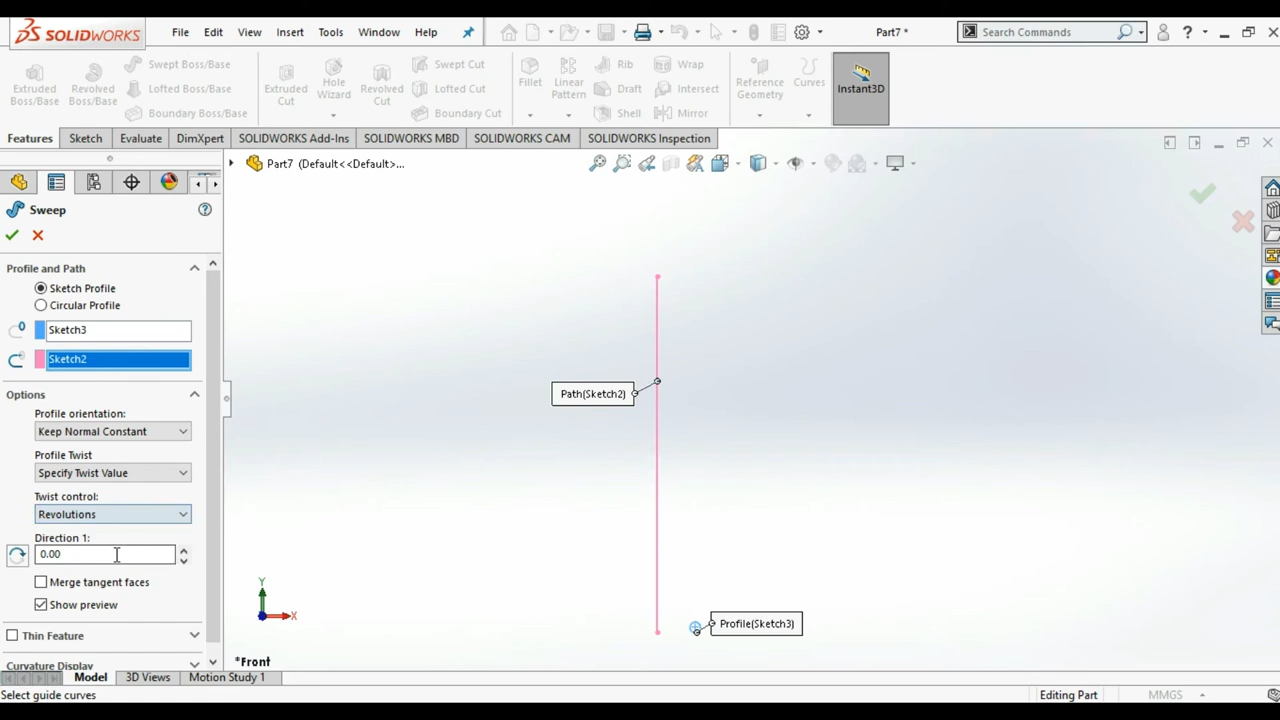 SOLIDWORKS File Edit View Insert Tools Window Help Part7 * Search Commands ?
Extruded Boss/Base
Revolved Boss/Base
Swept Boss/Base
Lofted Boss/Base
Boundary Boss/Base
Extruded Cut
Hole Wizard
Revolved Cut
Swept Cut
Lofted Cut
Boundary Cut
Fillet
Linear Pattern
Rib
Draft
Shell
Wrap
Intersect
Mirror
Reference Geometry
Curves
Instant3D
Features Sketch Evaluate DimXpert SOLIDWORKS Add-Ins SOLIDWORKS MBD SOLIDWORKS CAM SOLIDWORKS Inspection
Part7 (Default<<Default>...
Sweep
Profile and Path
Sketch Profile
Circular Profile
Sketch3
Sketch2
Options
Profile orientation:
Keep Normal Constant
Profile Twist
Specify Twist Value
Twist control:
Revolutions
Direction 1:
0.00
Merge tangent faces
Show preview
Thin Feature
Curvature Display
Path(Sketch2)
Profile(Sketch3)
Y
X
*Front
Model 3D Views Motion Study 1
Select guide curves Editing Part MMGS